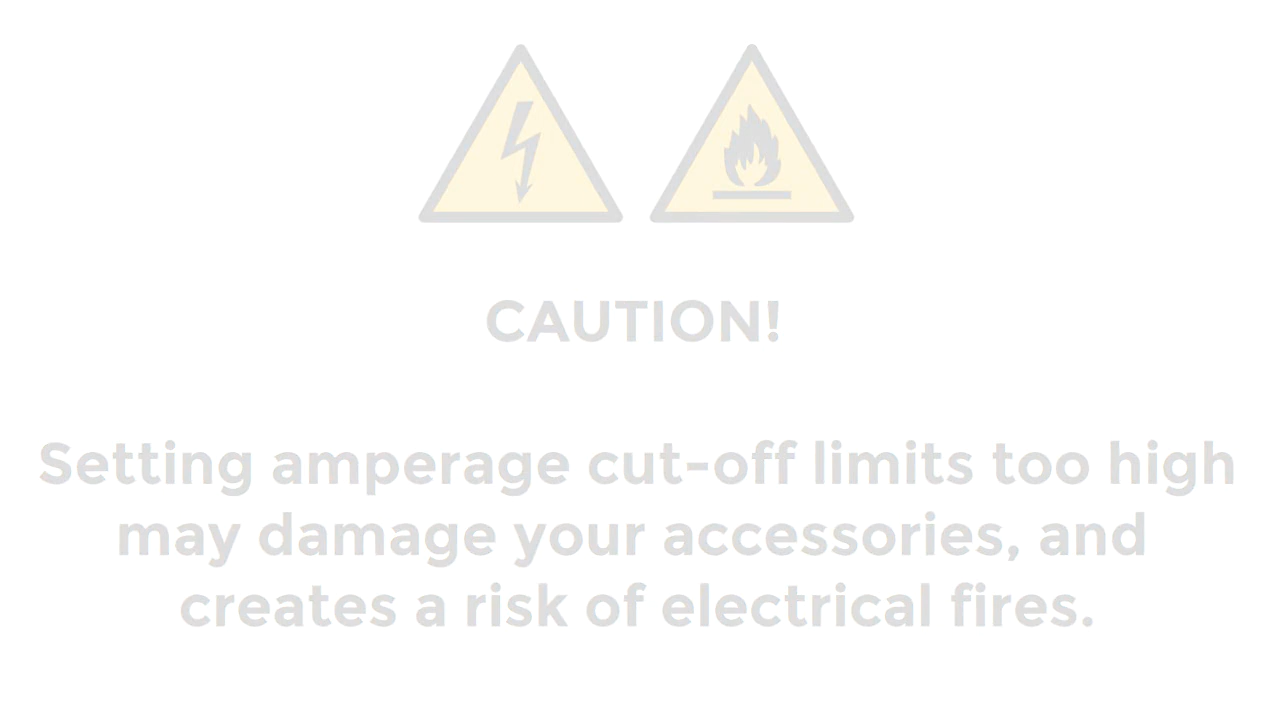 CAUTION!
Setting amperage cut-off limits too high
may damage your accessories, and
creates a risk of electrical fires.